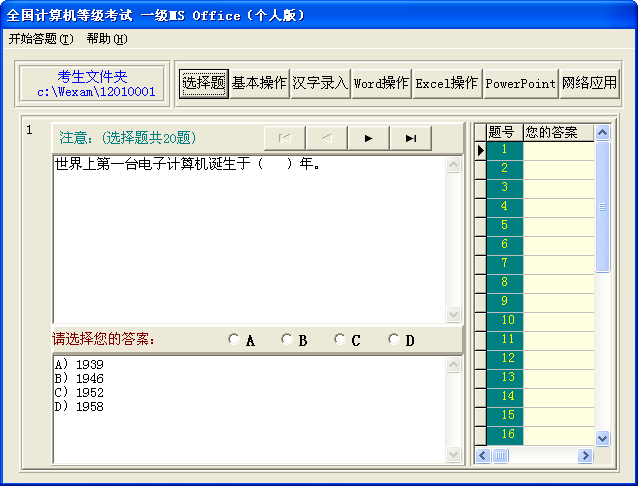 全国计算机等级考试 一级MS Office（个人版）
开始答题(T) 帮助(H)
考生文件夹
c:\Wexam\12010001
选择题 基本操作 汉字录入 Word操作 Excel操作 PowerPoint 网络应用
1
注意：(选择题共20题)
世界上第一台电子计算机诞生于（ ）年。
请选择您的答案：
A B C D
A）1939
B）1946
C）1952
D）1958
题号 您的答案
1
2
3
4
5
6
7
8
9
10
11
12
13
14
15
16